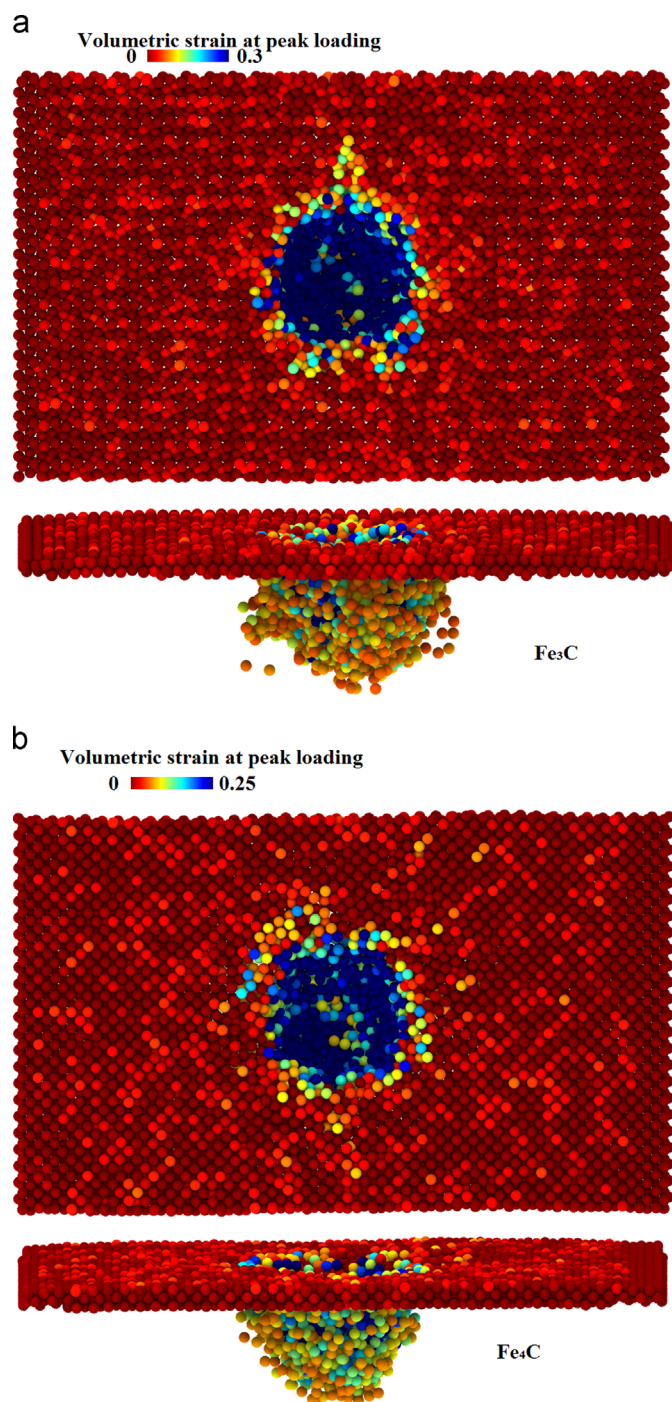 a
Volumetric strain at peak loading
0 0.3
Fe₃C
b
Volumetric strain at peak loading
0 0.25
Fe₄C